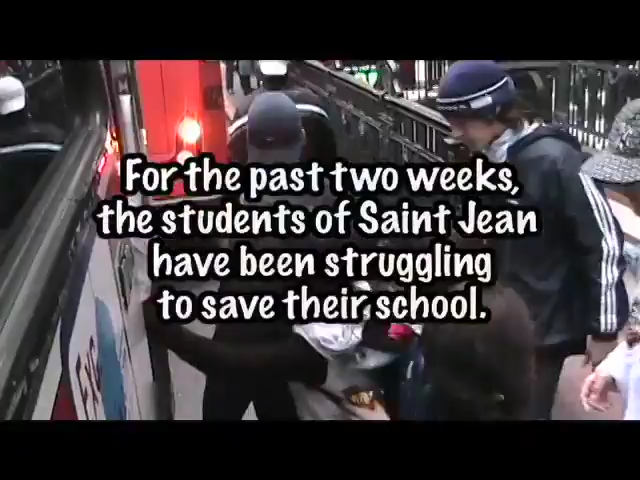 For the past two weeks,
the students of Saint Jean
have been struggling
to save their school.